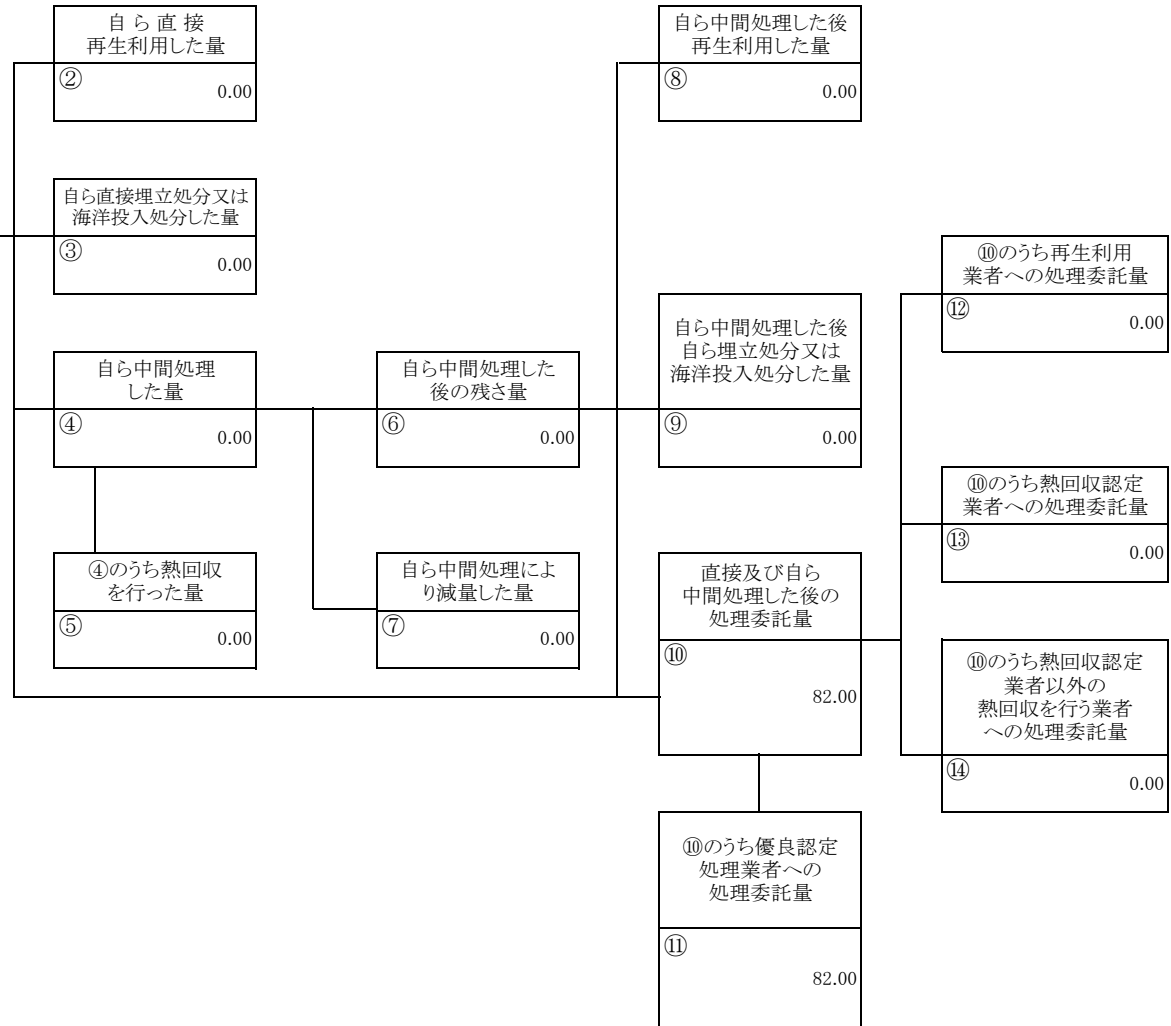 自 ら 直 接
再生利用した量
②
0.00
自ら直接埋立処分又は
海洋投入処分した量
③
0.00
自ら中間処理
した量
④
0.00
④のうち熱回収
を行った量
⑤
0.00
自ら中間処理した
後の残さ量
⑥
0.00
自ら中間処理によ
り減量した量
⑦
0.00
自ら中間処理した後
再生利用した量
⑧
0.00
自ら中間処理した後
自ら埋立処分又は
海洋投入処分した量
⑨
0.00
直接及び自ら
中間処理した後の
処理委託量
⑩
82.00
⑩のうち優良認定
処理業者への
処理委託量
⑪
82.00
⑩のうち再生利用
業者への処理委託量
⑫
0.00
⑩のうち熱回収認定
業者への処理委託量
⑬
0.00
⑩のうち熱回収認定
業者以外の
熱回収を行う業者
への処理委託量
⑭
0.00